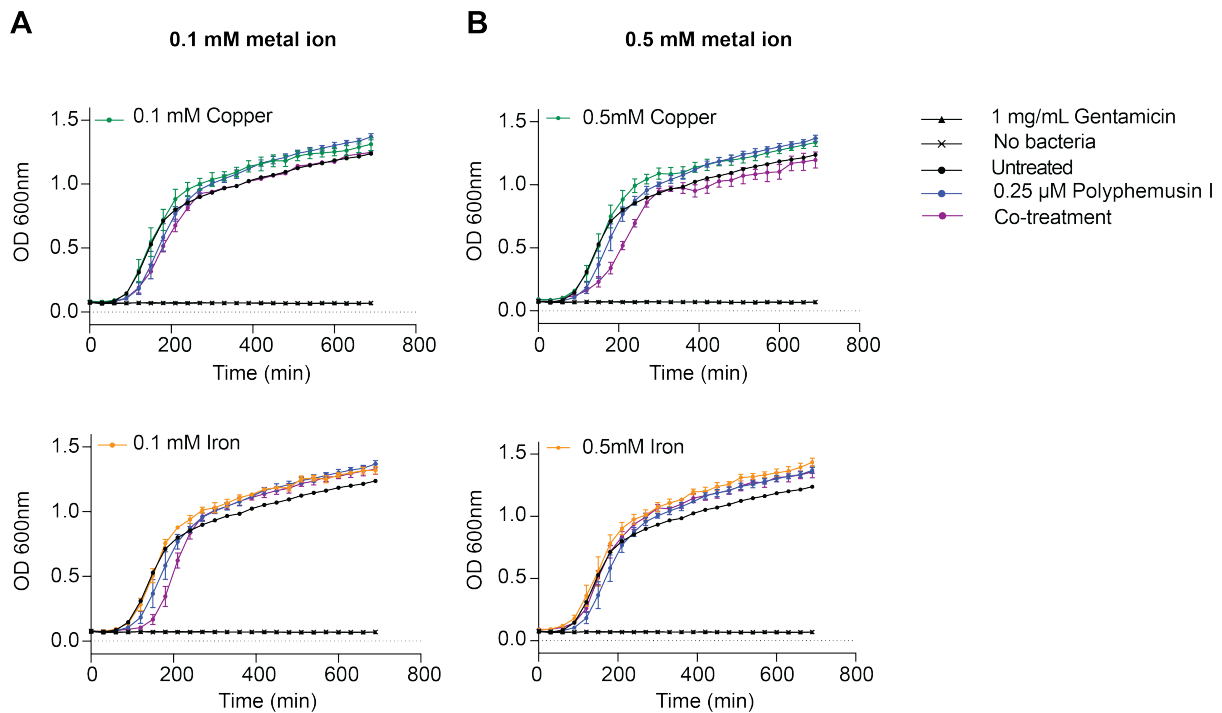 A
0.1 mM metal ion
B
0.5 mM metal ion
0.1 mM Copper
1.5
1.0
0.5
0.0
OD 600nm
0 200 400 600 800
Time (min)
0.5mM Copper
1.5
1.0
0.5
0.0
OD 600nm
0 200 400 600 800
Time (min)
1 mg/mL Gentamicin
No bacteria
Untreated
0.25 µM Polyphemusin I
Co-treatment
0.1 mM Iron
1.5
1.0
0.5
0.0
OD 600nm
0 200 400 600 800
Time (min)
0.5mM Iron
1.5
1.0
0.5
0.0
OD 600nm
0 200 400 600 800
Time (min)